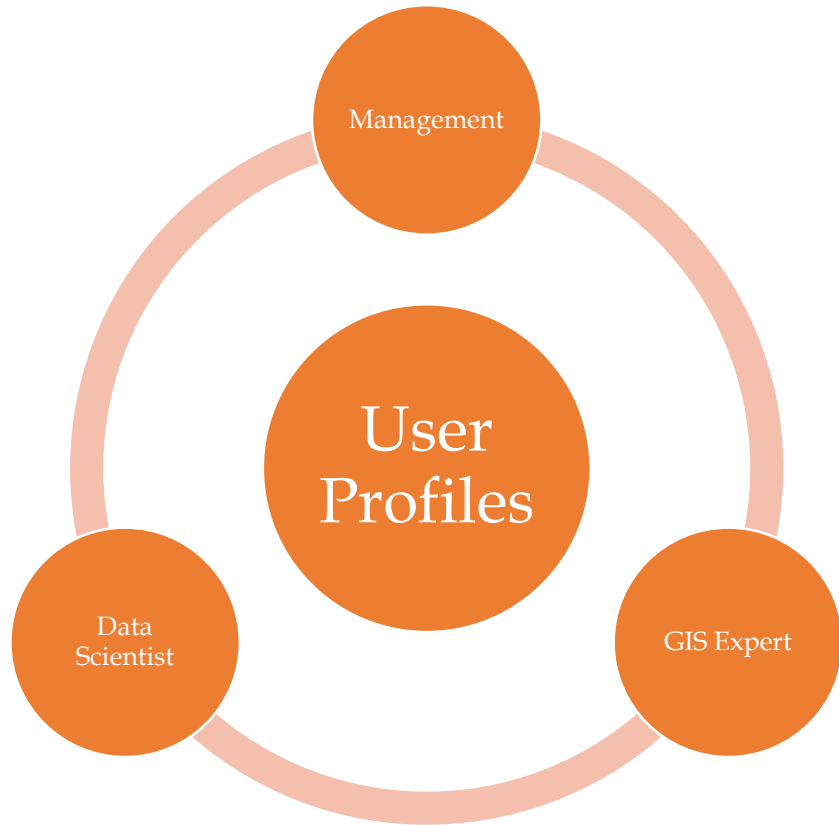 Management
User
Profiles
Data
Scientist
GIS Expert